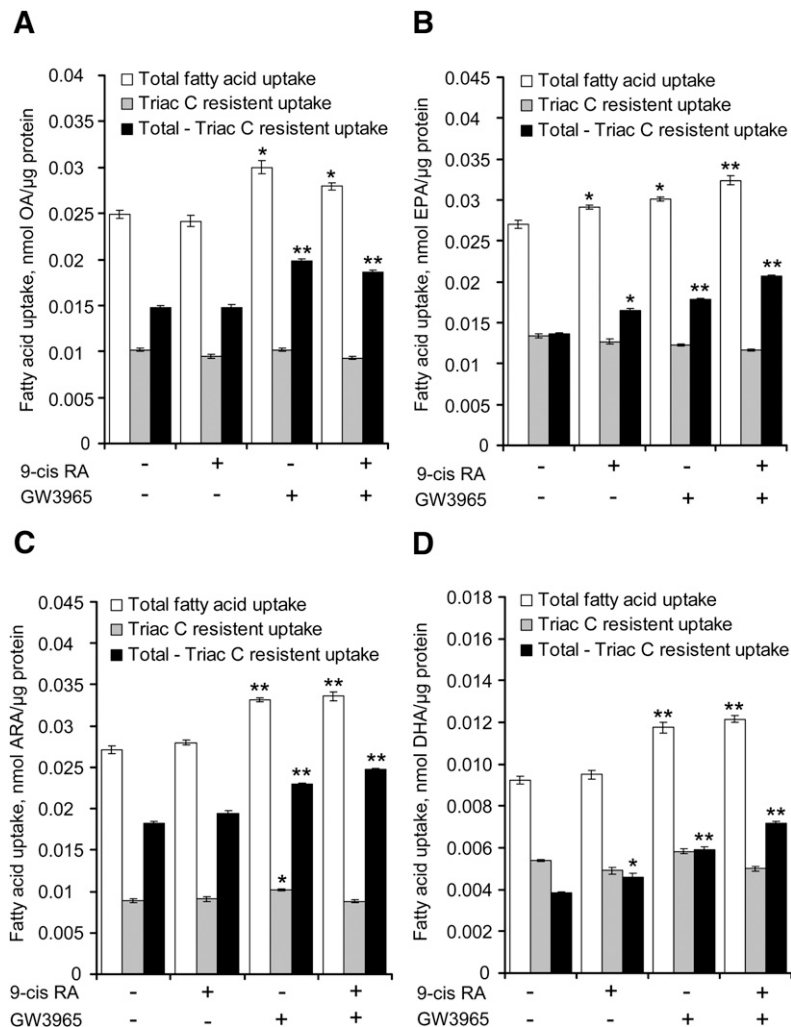 A
Fatty acid uptake, nmol OA/µg protein
0.04
0.035
0.03
0.025
0.02
0.015
0.01
0.005
0
Total fatty acid uptake
Triac C resistent uptake
Total - Triac C resistent uptake
* *
** **
9-cis RA - + - +
GW3965 - - + +
B
Fatty acid uptake, nmol EPA/µg protein
0.045
0.04
0.035
0.03
0.025
0.02
0.015
0.01
0.005
0
Total fatty acid uptake
Triac C resistent uptake
Total - Triac C resistent uptake
* * **
* ** **
9-cis RA - + - +
GW3965 - - + +
C
Fatty acid uptake, nmol ARA/µg protein
0.045
0.04
0.035
0.03
0.025
0.02
0.015
0.01
0.005
0
Total fatty acid uptake
Triac C resistent uptake
Total - Triac C resistent uptake
** **
** **
*
9-cis RA - + - +
GW3965 - - + +
D
Fatty acid uptake, nmol DHA/µg protein
0.018
0.016
0.014
0.012
0.010
0.008
0.006
0.004
0.002
0
Total fatty acid uptake
Triac C resistent uptake
Total - Triac C resistent uptake
** **
* ** **
9-cis RA - + - +
GW3965 - - + +